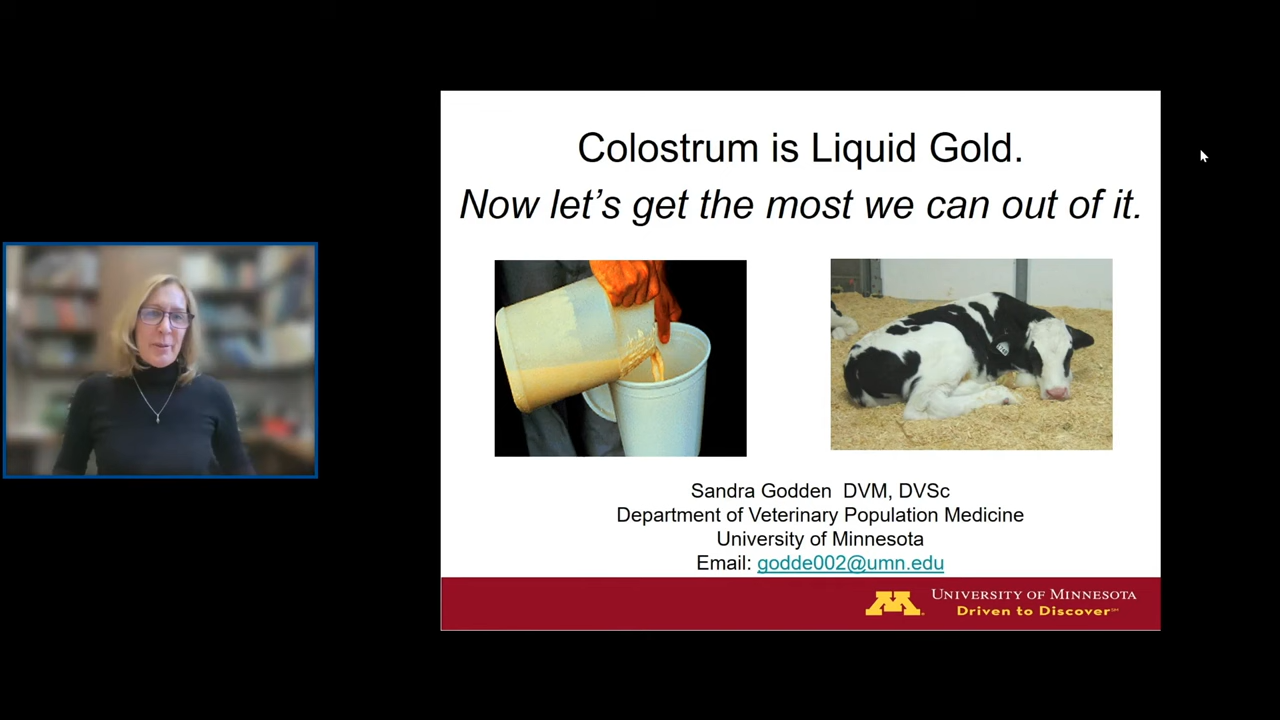 Colostrum is Liquid Gold.
Now let's get the most we can out of it.
Sandra Godden DVM, DVSc
Department of Veterinary Population Medicine
University of Minnesota
Email: godde002@umn.edu
M
UNIVERSITY OF MINNESOTA
Driven to Discover℠